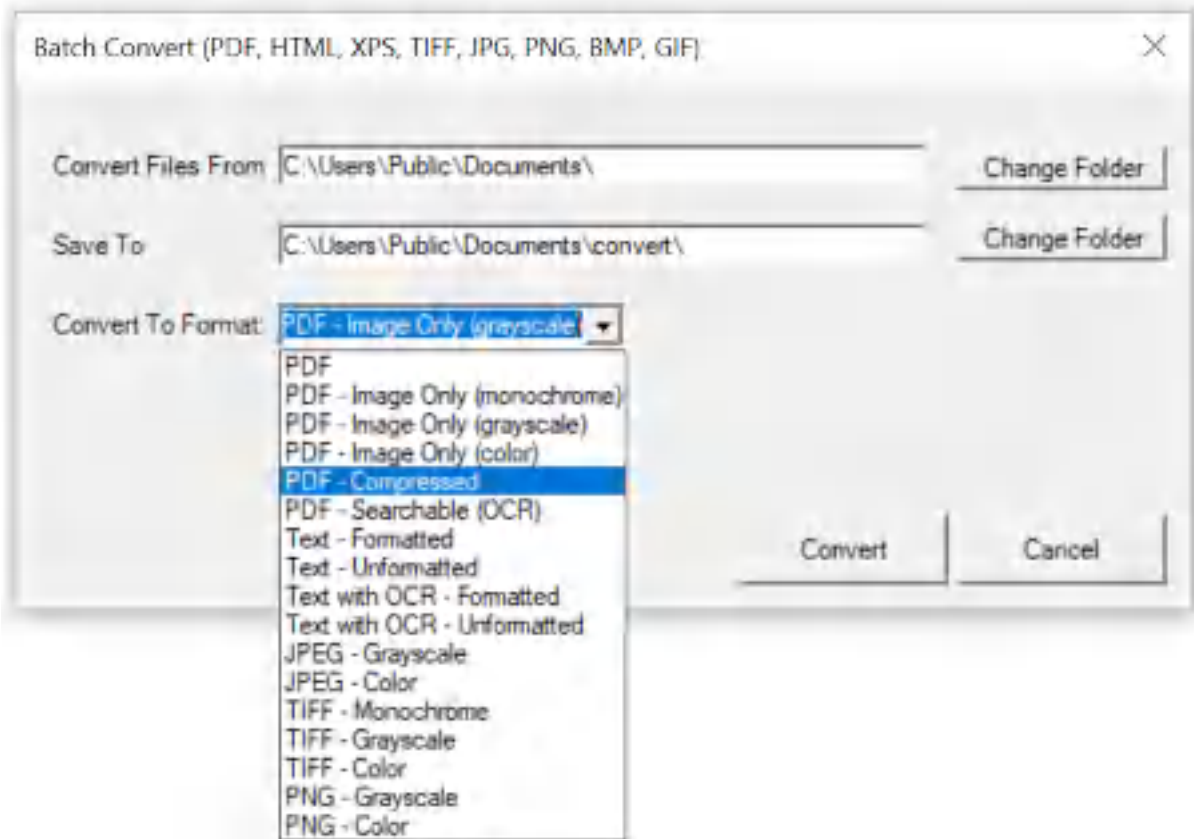 Batch Convert (PDF, HTML, XPS, TIFF, JPG, PNG, BMP, GIF)
Convert Files From C:\Users\Public\Documents\ Change Folder
Save To C:\Users\Public\Documents\convert\ Change Folder
Convert To Format: PDF - Image Only (grayscale)
PDF
PDF - Image Only (monochrome)
PDF - Image Only (grayscale)
PDF - Image Only (color)
PDF - Compressed
PDF - Searchable (OCR)
Text - Formatted
Text - Unformatted
Convert Cancel
Text with OCR - Formatted
Text with OCR - Unformatted
JPEG - Grayscale
JPEG - Color
TIFF - Monochrome
TIFF - Grayscale
TIFF - Color
PNG - Grayscale
PNG - Color